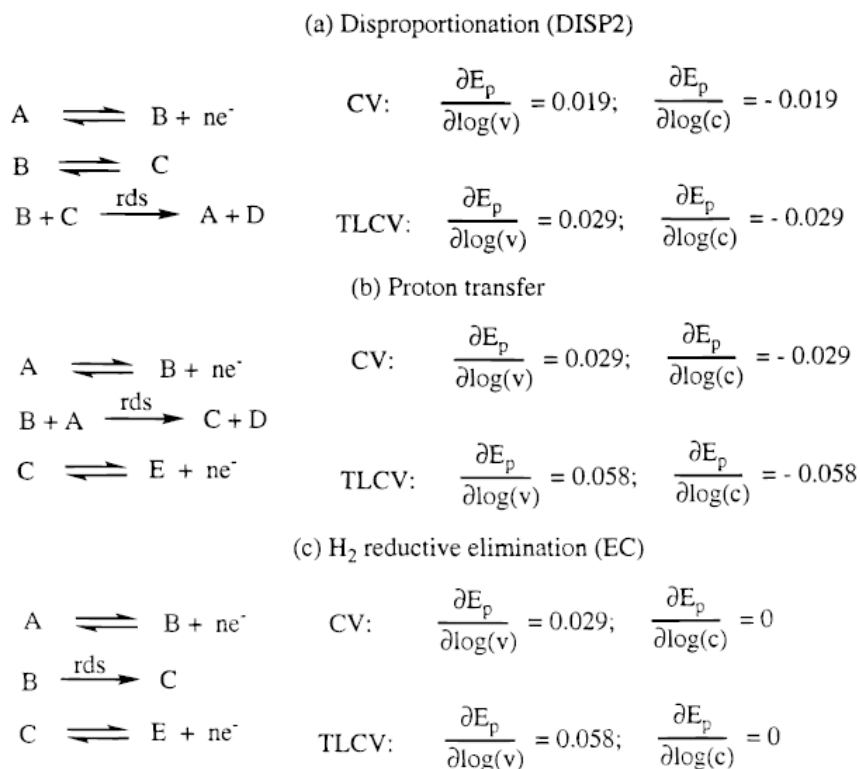 (a) Disproportionation (DISP2)
A ⇌ B + ne⁻
B ⇌ C
B + C —rds→ A + D
CV: ∂Eₚ/∂log(v) = 0.019; ∂Eₚ/∂log(c) = - 0.019
TLCV: ∂Eₚ/∂log(v) = 0.029; ∂Eₚ/∂log(c) = - 0.029
(b) Proton transfer
A ⇌ B + ne⁻
B + A —rds→ C + D
C ⇌ E + ne⁻
CV: ∂Eₚ/∂log(v) = 0.029; ∂Eₚ/∂log(c) = - 0.029
TLCV: ∂Eₚ/∂log(v) = 0.058; ∂Eₚ/∂log(c) = - 0.058
(c) H₂ reductive elimination (EC)
A ⇌ B + ne⁻
B —rds→ C
C ⇌ E + ne⁻
CV: ∂Eₚ/∂log(v) = 0.029; ∂Eₚ/∂log(c) = 0
TLCV: ∂Eₚ/∂log(v) = 0.058; ∂Eₚ/∂log(c) = 0